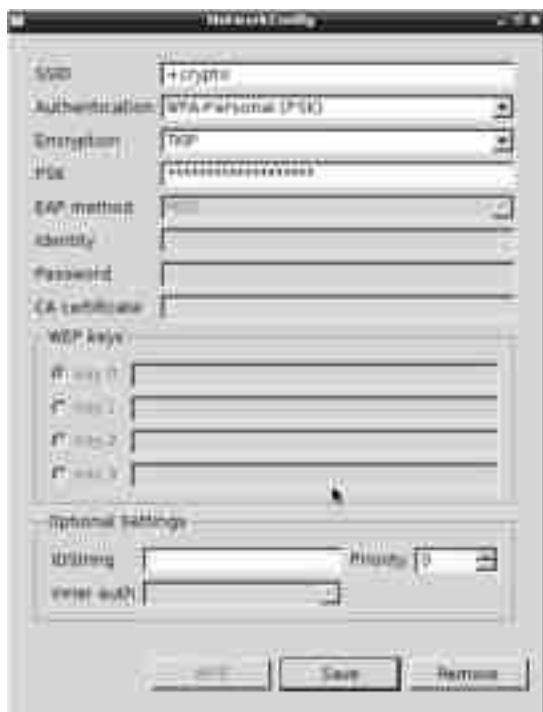 NetworkConfig
SSID
Authentication WPA-Personal (PSK)
Encryption TKIP
PSK ********************
EAP method
Identity
Password
CA certificate
WEP keys
key 0
key 1
key 2
key 3
Optional Settings
IDString Priority 0
Inner auth
Save Remove